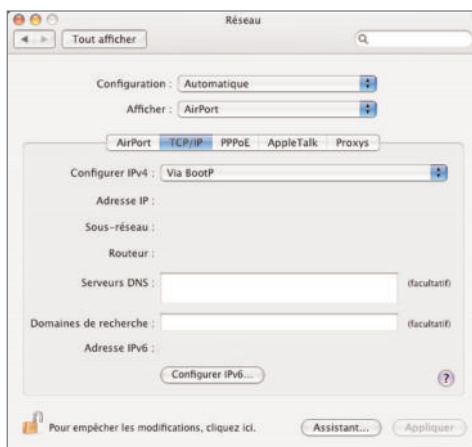 Réseau
Tout afficher
Configuration : Automatique
Afficher : AirPort
AirPort TCP/IP PPPoE AppleTalk Proxys
Configurer IPv4 : Via BootP
Adresse IP :
Sous-réseau :
Routeur :
Serveurs DNS : (facultatif)
Domaines de recherche : (facultatif)
Adresse IPv6 :
Configurer IPv6... ?
Pour empêcher les modifications, cliquez ici. Assistant... Appliquer